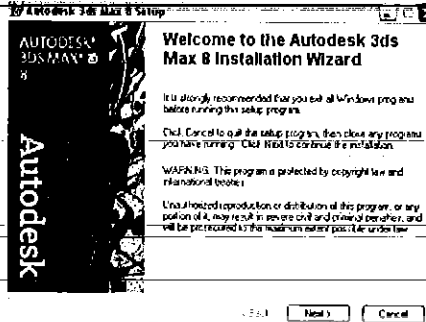 Autodesk 3ds Max 8 Setup
AUTODESK®
3DS MAX®
8
Autodesk
Welcome to the Autodesk 3ds
Max 8 Installation Wizard
It is strongly recommended that you exit all Windows programs
before running this setup program.
Click Cancel to quit the setup program, then close any programs
you have running. Click Next to continue the installation.
WARNING: This program is protected by copyright law and
international treaties.
Unauthorized reproduction or distribution of this program, or any
portion of it, may result in severe civil and criminal penalties, and
will be prosecuted to the maximum extent possible under law.
< Back
Next >
Cancel